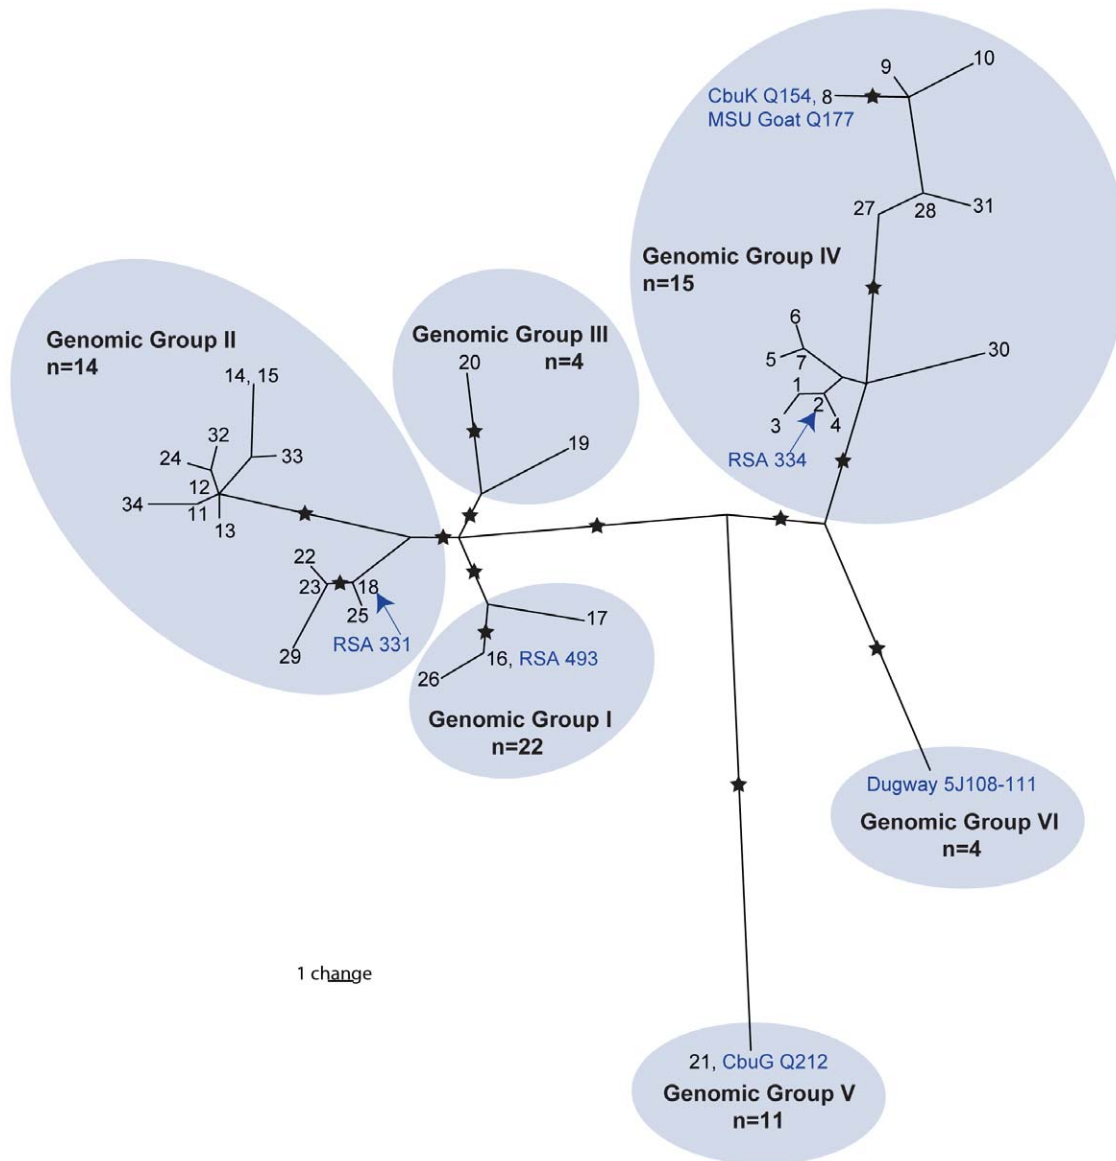 9
10
CbuK Q154, 8
MSU Goat Q177
27
28
31
Genomic Group IV
n=15
6
5
7
30
1
2
3
4
RSA 334
Genomic Group III
n=4
20
19
Genomic Group II
n=14
14, 15
32
24
33
12
34
11
13
22
23
18
25
29
RSA 331
17
16, RSA 493
26
Genomic Group I
n=22
Dugway 5J108-111
Genomic Group VI
n=4
1 change
21, CbuG Q212
Genomic Group V
n=11